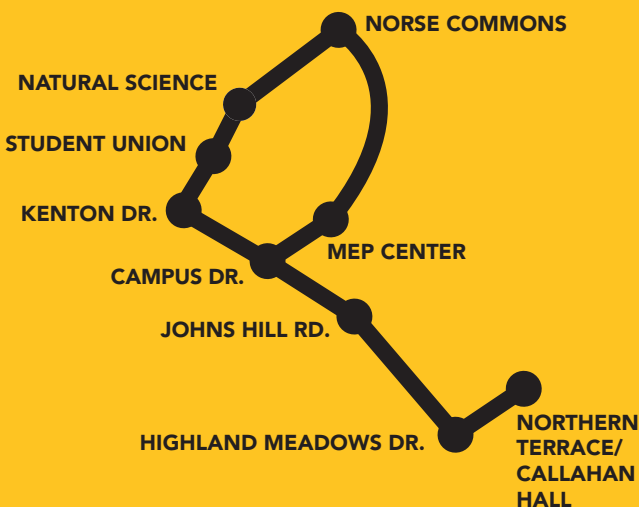 NORSE COMMONS
NATURAL SCIENCE
STUDENT UNION
KENTON DR.
MEP CENTER
CAMPUS DR.
JOHNS HILL RD.
HIGHLAND MEADOWS DR.
NORTHERN
TERRACE/
CALLAHAN
HALL